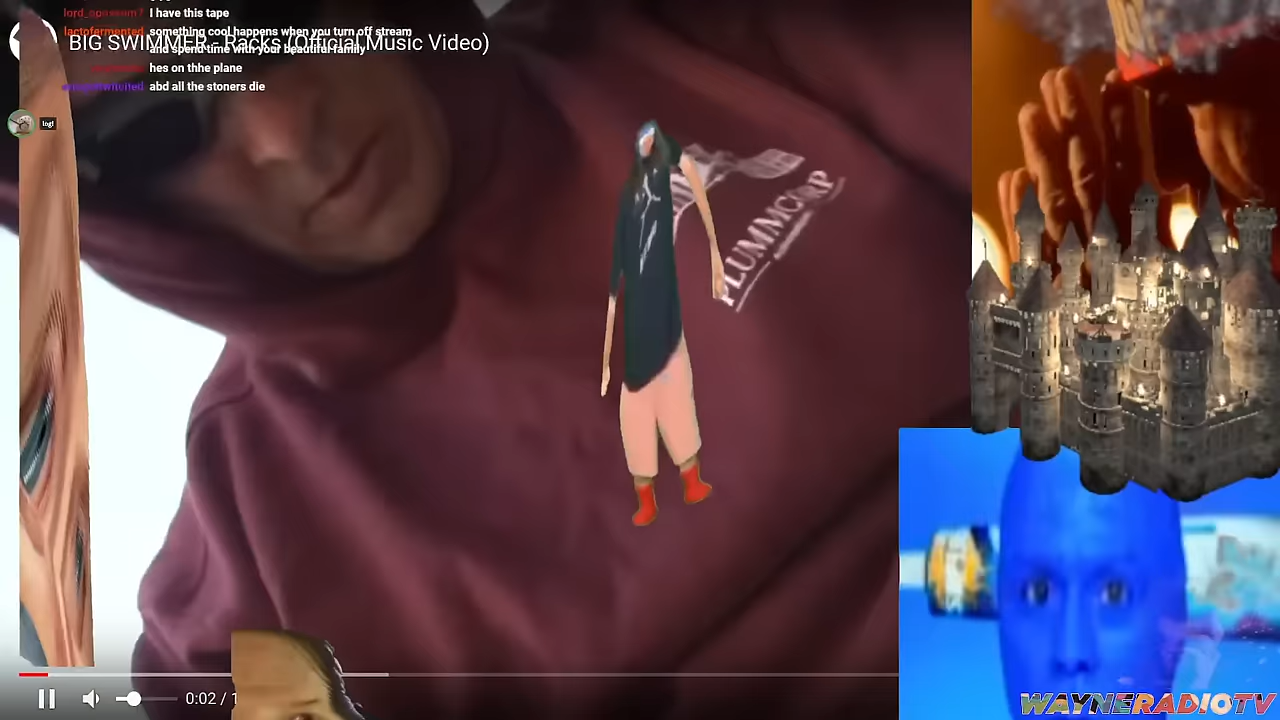 I have this tape
lactofermented something cool happens when you turn off stream
and spend time with your beautiful family
BIG SWIMMER - Racks (Official Music Video)
hes on thhe plane
abd all the stoners die
log!
PLUMMCORP
0:02 / 1
WAYNERADIOTV